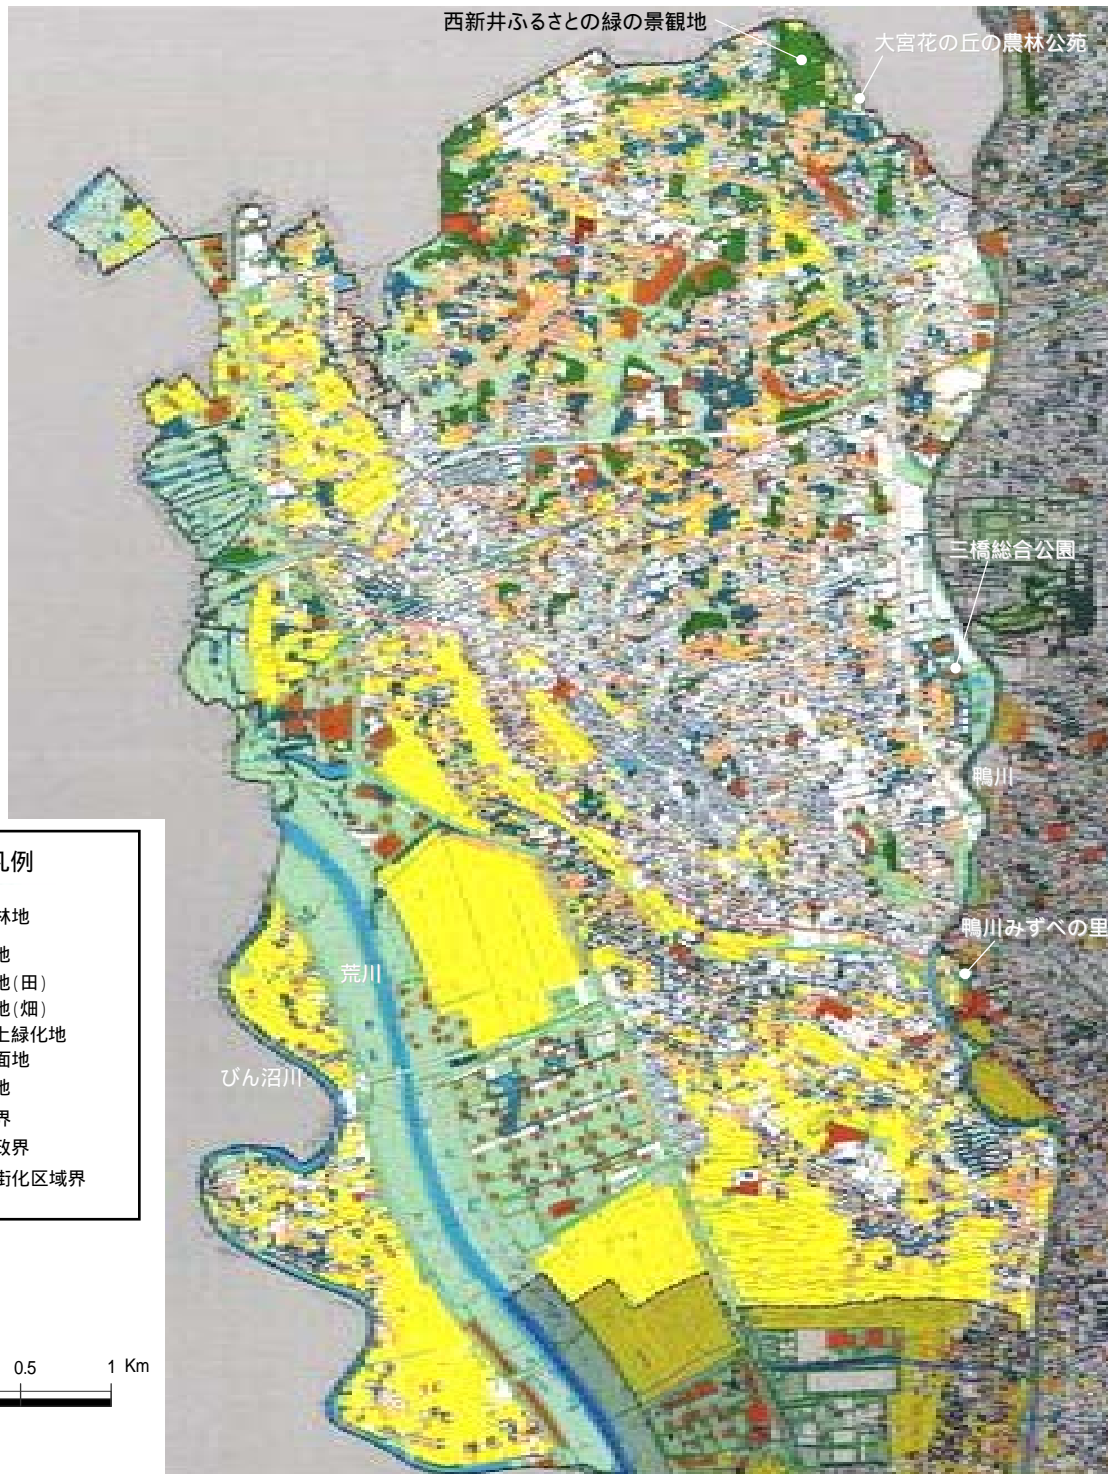 西新井ふるさとの緑の景観地
大宮花の丘の農林公苑
三橋総合公園
鴨川
鴨川みずべの里
荒川
びん沼川
凡例
林地
地
地(田)
地(畑)
土緑化地
面地
地
界
政界
街化区域界
0.5 1 Km